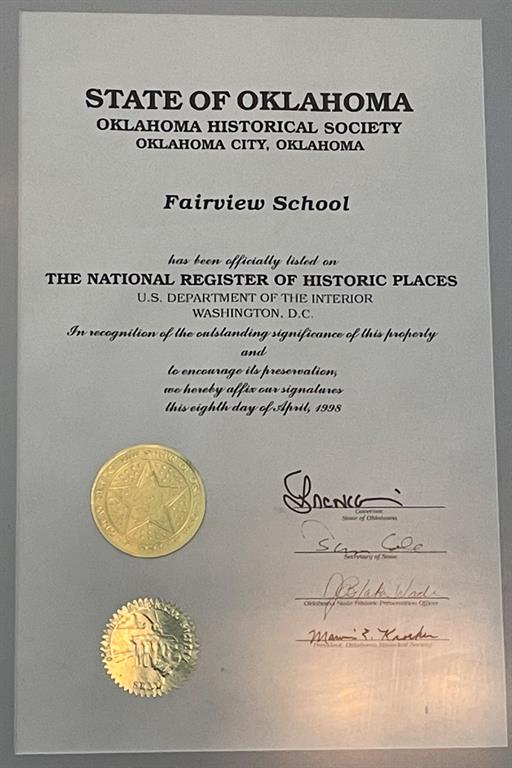 STATE OF OKLAHOMA
OKLAHOMA HISTORICAL SOCIETY
OKLAHOMA CITY, OKLAHOMA
Fairview School
has been officially listed on
THE NATIONAL REGISTER OF HISTORIC PLACES
U.S. DEPARTMENT OF THE INTERIOR
WASHINGTON, D.C.
In recognition of the outstanding significance of this property
and
to encourage its preservation,
we hereby affix our signatures
this eighth day of April, 1998
Governor
State of Oklahoma
Secretary of State
Oklahoma State Historic Preservation Officer
President, Oklahoma Historical Society